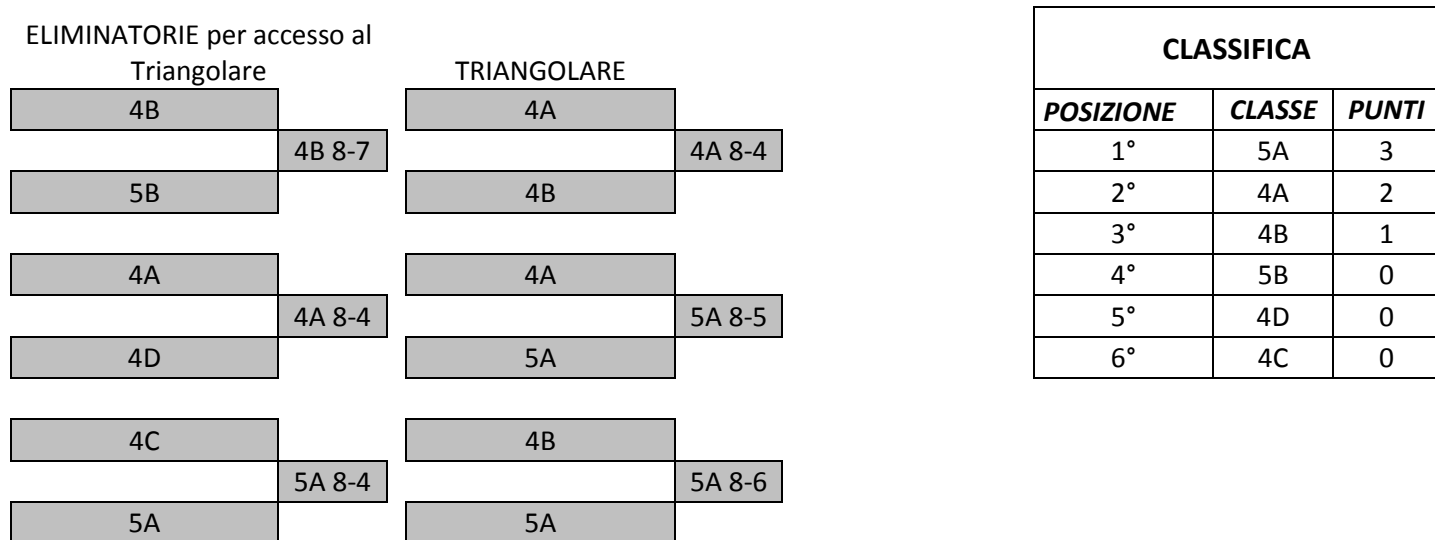 ELIMINATORIE per accesso al
Triangolare
TRIANGOLARE
4B
4B 8-7
5B
4A
4A 8-4
4B
4A
4A 8-4
4D
4A
5A 8-5
5A
4C
5A 8-4
5A
4B
5A 8-6
5A
CLASSIFICA
POSIZIONE CLASSE PUNTI
1° 5A 3
2° 4A 2
3° 4B 1
4° 5B 0
5° 4D 0
6° 4C 0